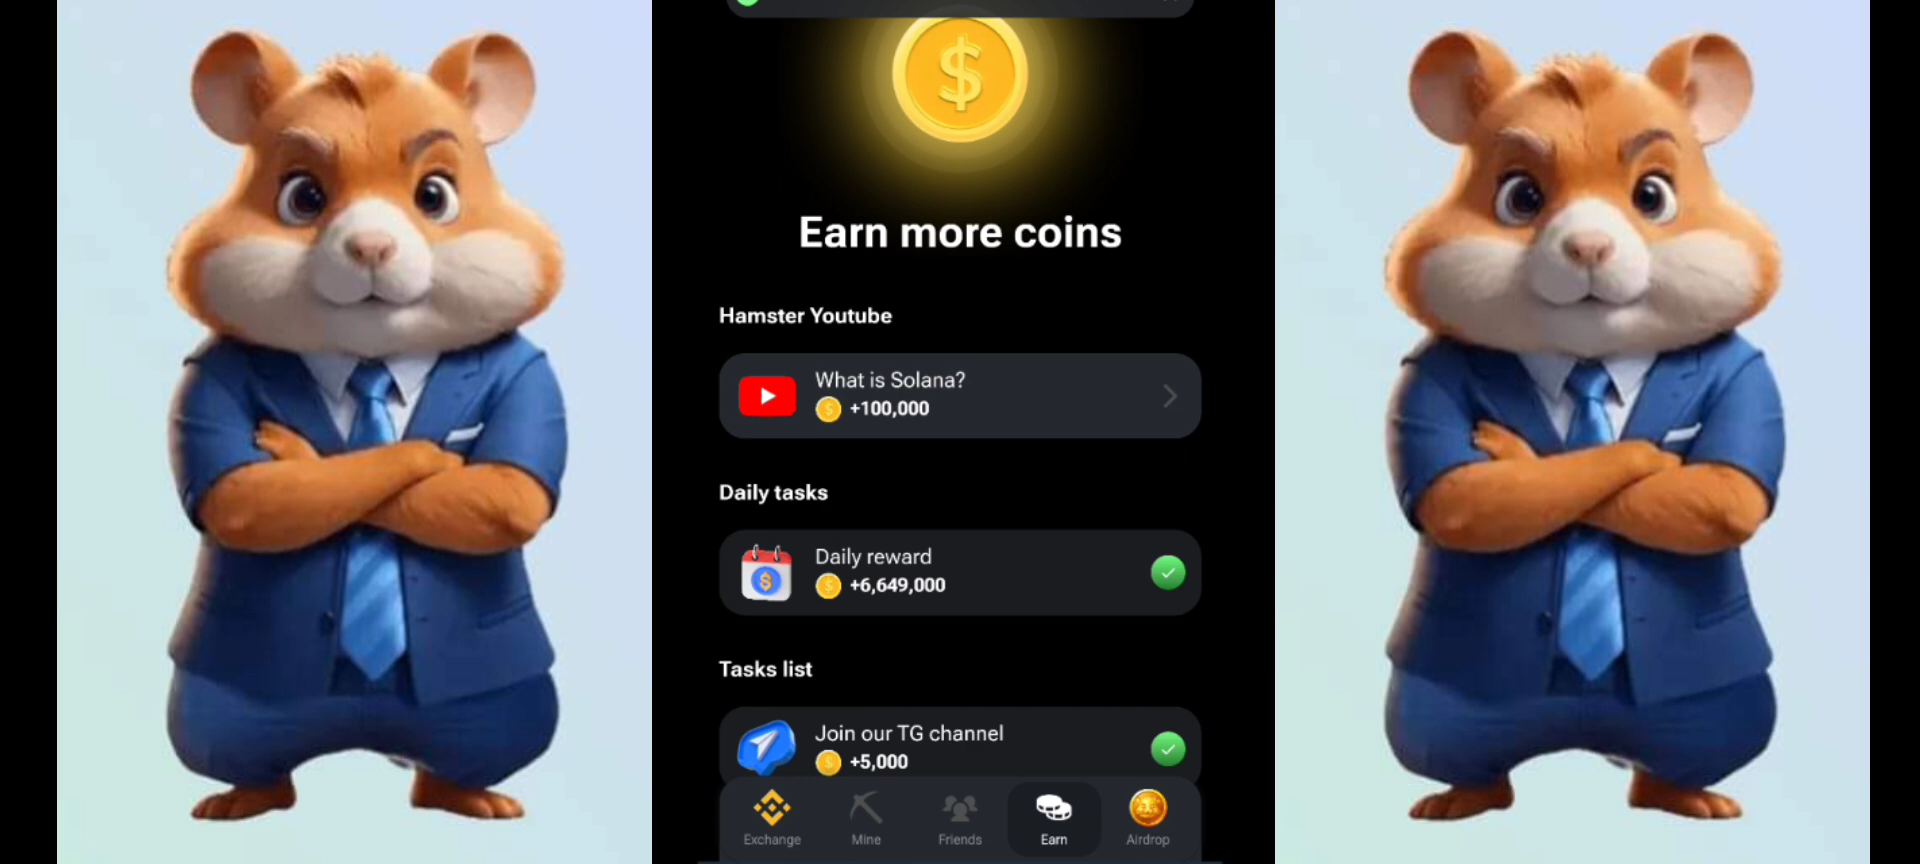 Earn more coins
Hamster Youtube
What is Solana?
+100,000
Daily tasks
Daily reward
+6,649,000
Tasks list
Join our TG channel
+5,000
Exchange
Mine
Friends
Earn
Airdrop